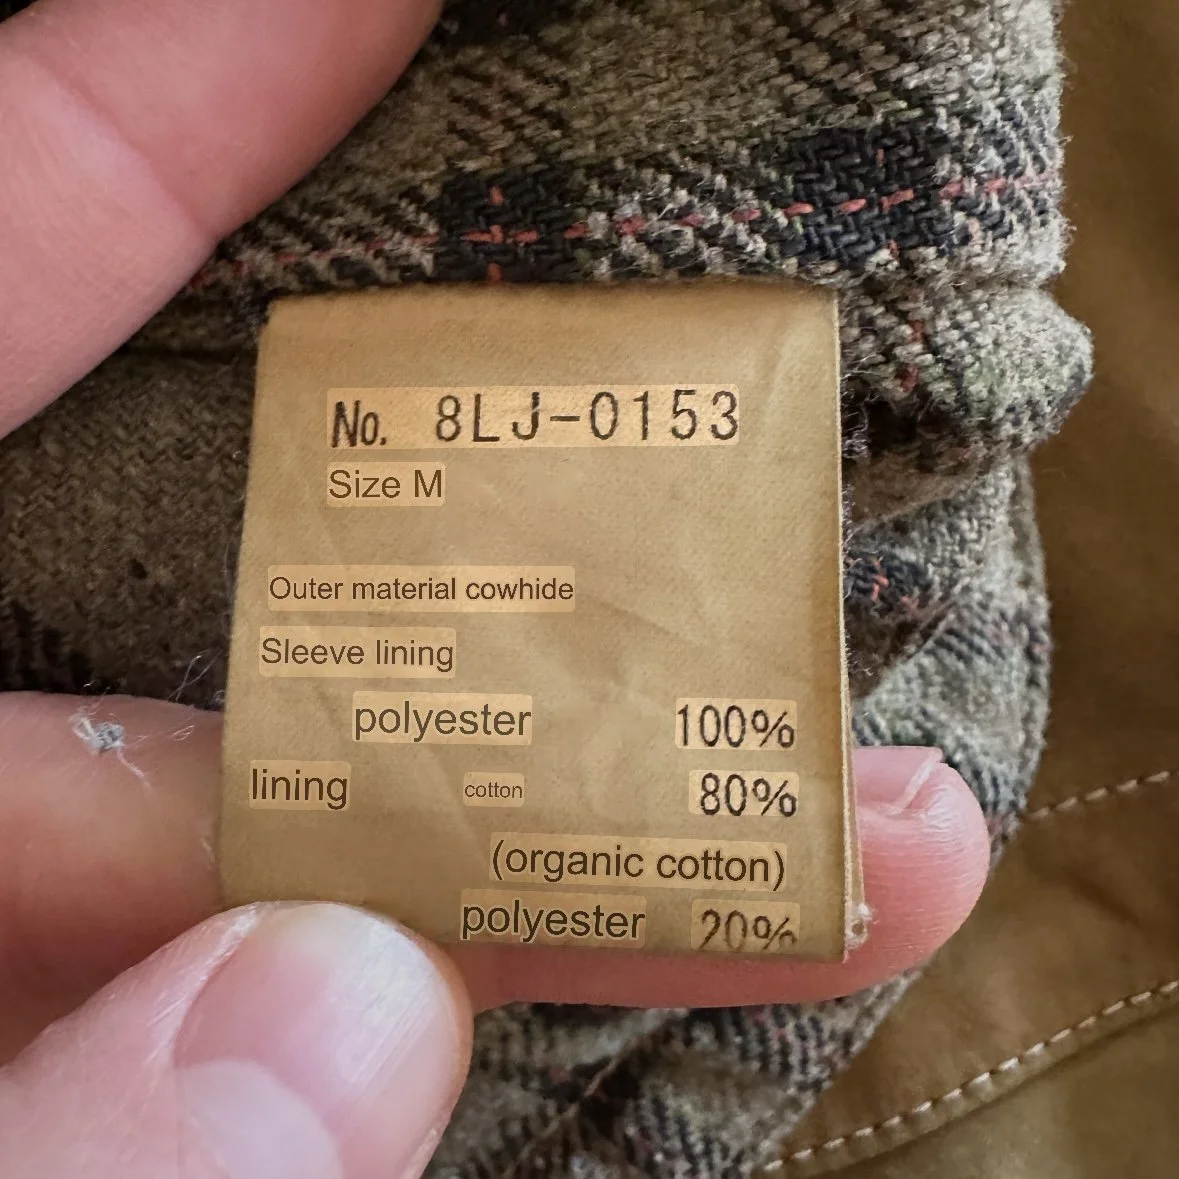 No. 8LJ-0153
Size M
Outer material cowhide
Sleeve lining
polyester 100%
lining cotton 80%
(organic cotton)
polyester 20%